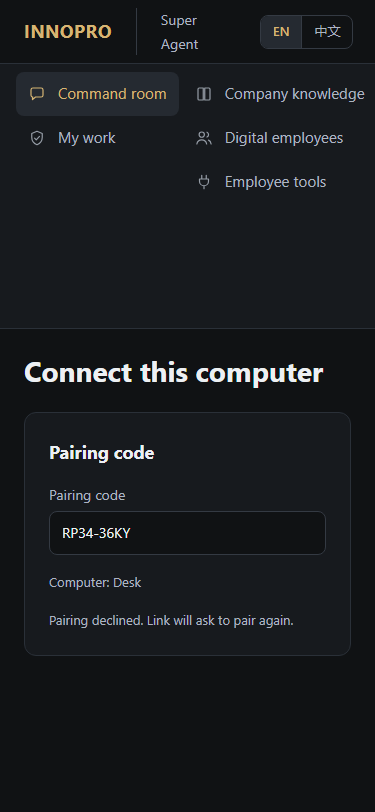 INNOPRO
Super
Agent
EN
中文
Command room
Company knowledge
My work
Digital employees
Employee tools
Connect this computer
Pairing code
Pairing code
RP34-36KY
Computer: Desk
Pairing declined. Link will ask to pair again.